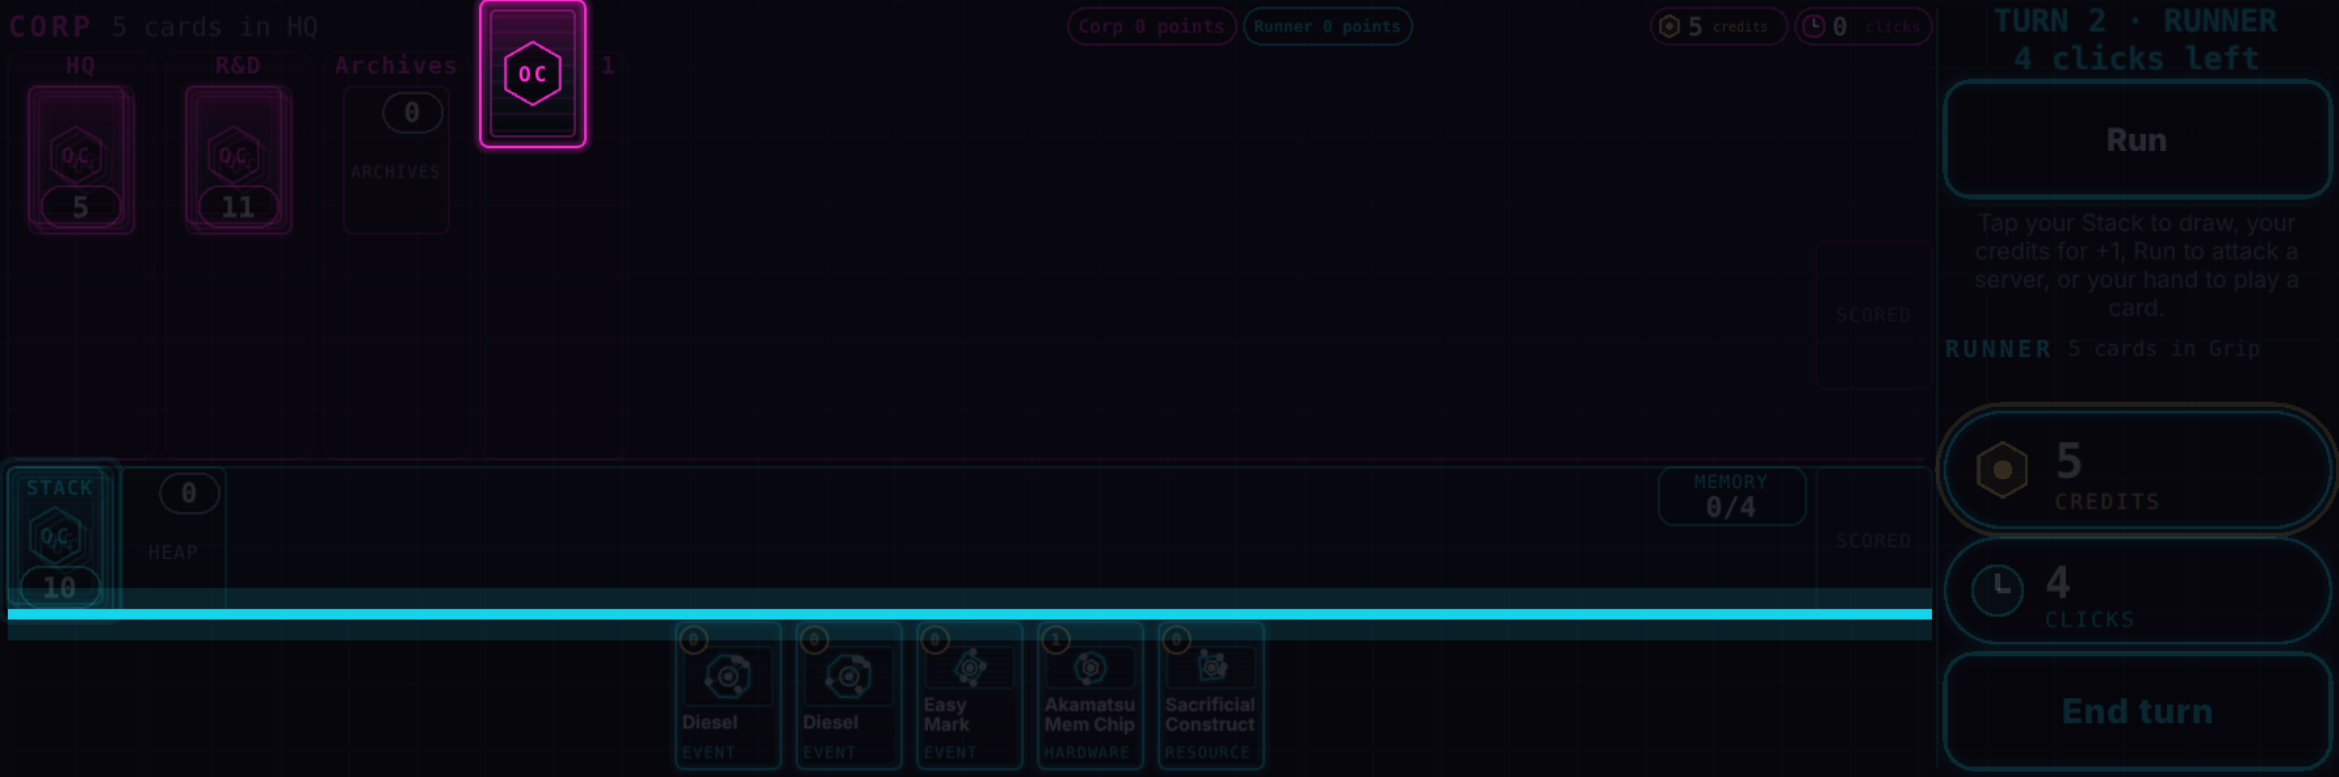 CORP 5 cards in HQ
Corp 0 points
Runner 0 points
5 credits
0 clicks
TURN 2 · RUNNER
4 clicks left
HQ
R&D
Archives
1
OC
OC
OC
0
ARCHIVES
5
11
Run
Tap your Stack to draw, your
credits for +1, Run to attack a
server, or your hand to play a
card.
SCORED
RUNNER 5 cards in Grip
5
CREDITS
STACK
OC
10
0
HEAP
MEMORY
0/4
SCORED
4
CLICKS
0
Diesel
EVENT
0
Diesel
EVENT
0
Easy
Mark
EVENT
1
Akamatsu
Mem Chip
HARDWARE
0
Sacrificial
Construct
RESOURCE
End turn